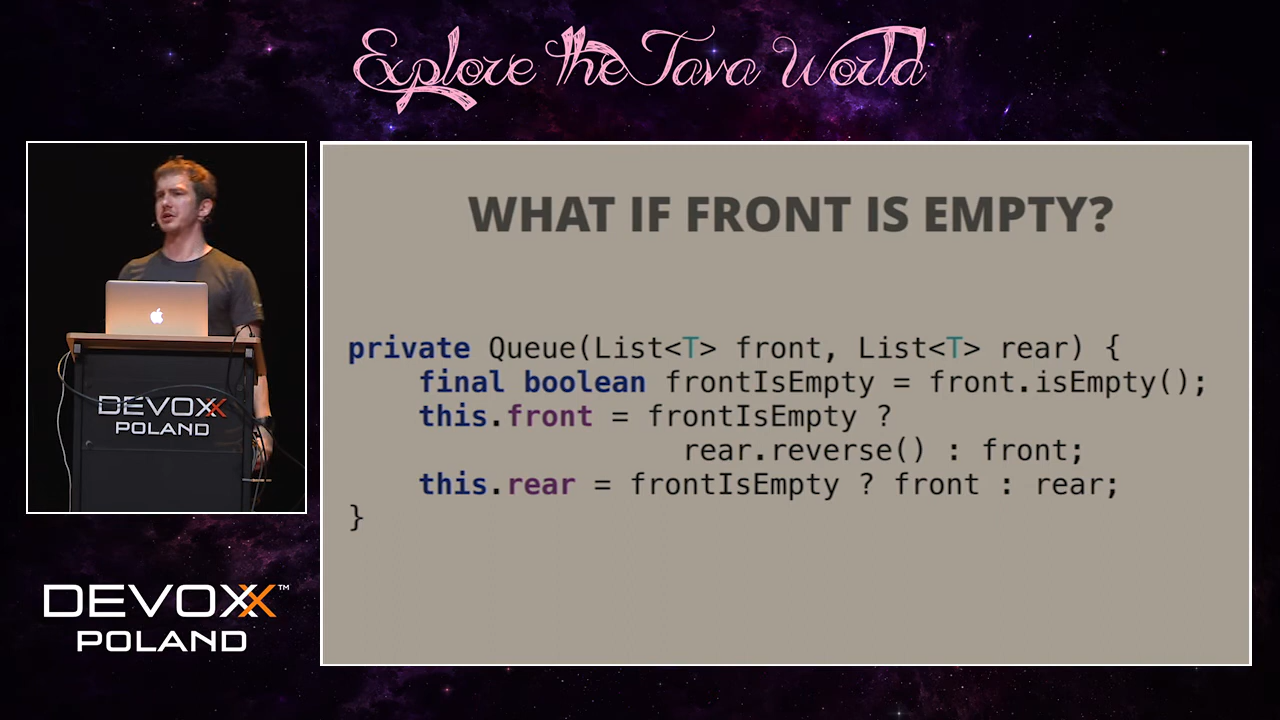 Explore the Java World
WHAT IF FRONT IS EMPTY?
private Queue(List<T> front, List<T> rear) {
    final boolean frontIsEmpty = front.isEmpty();
    this.front = frontIsEmpty ?
                   rear.reverse() : front;
    this.rear = frontIsEmpty ? front : rear;
}
DEVOXX
POLAND
DEVOXX™
POLAND